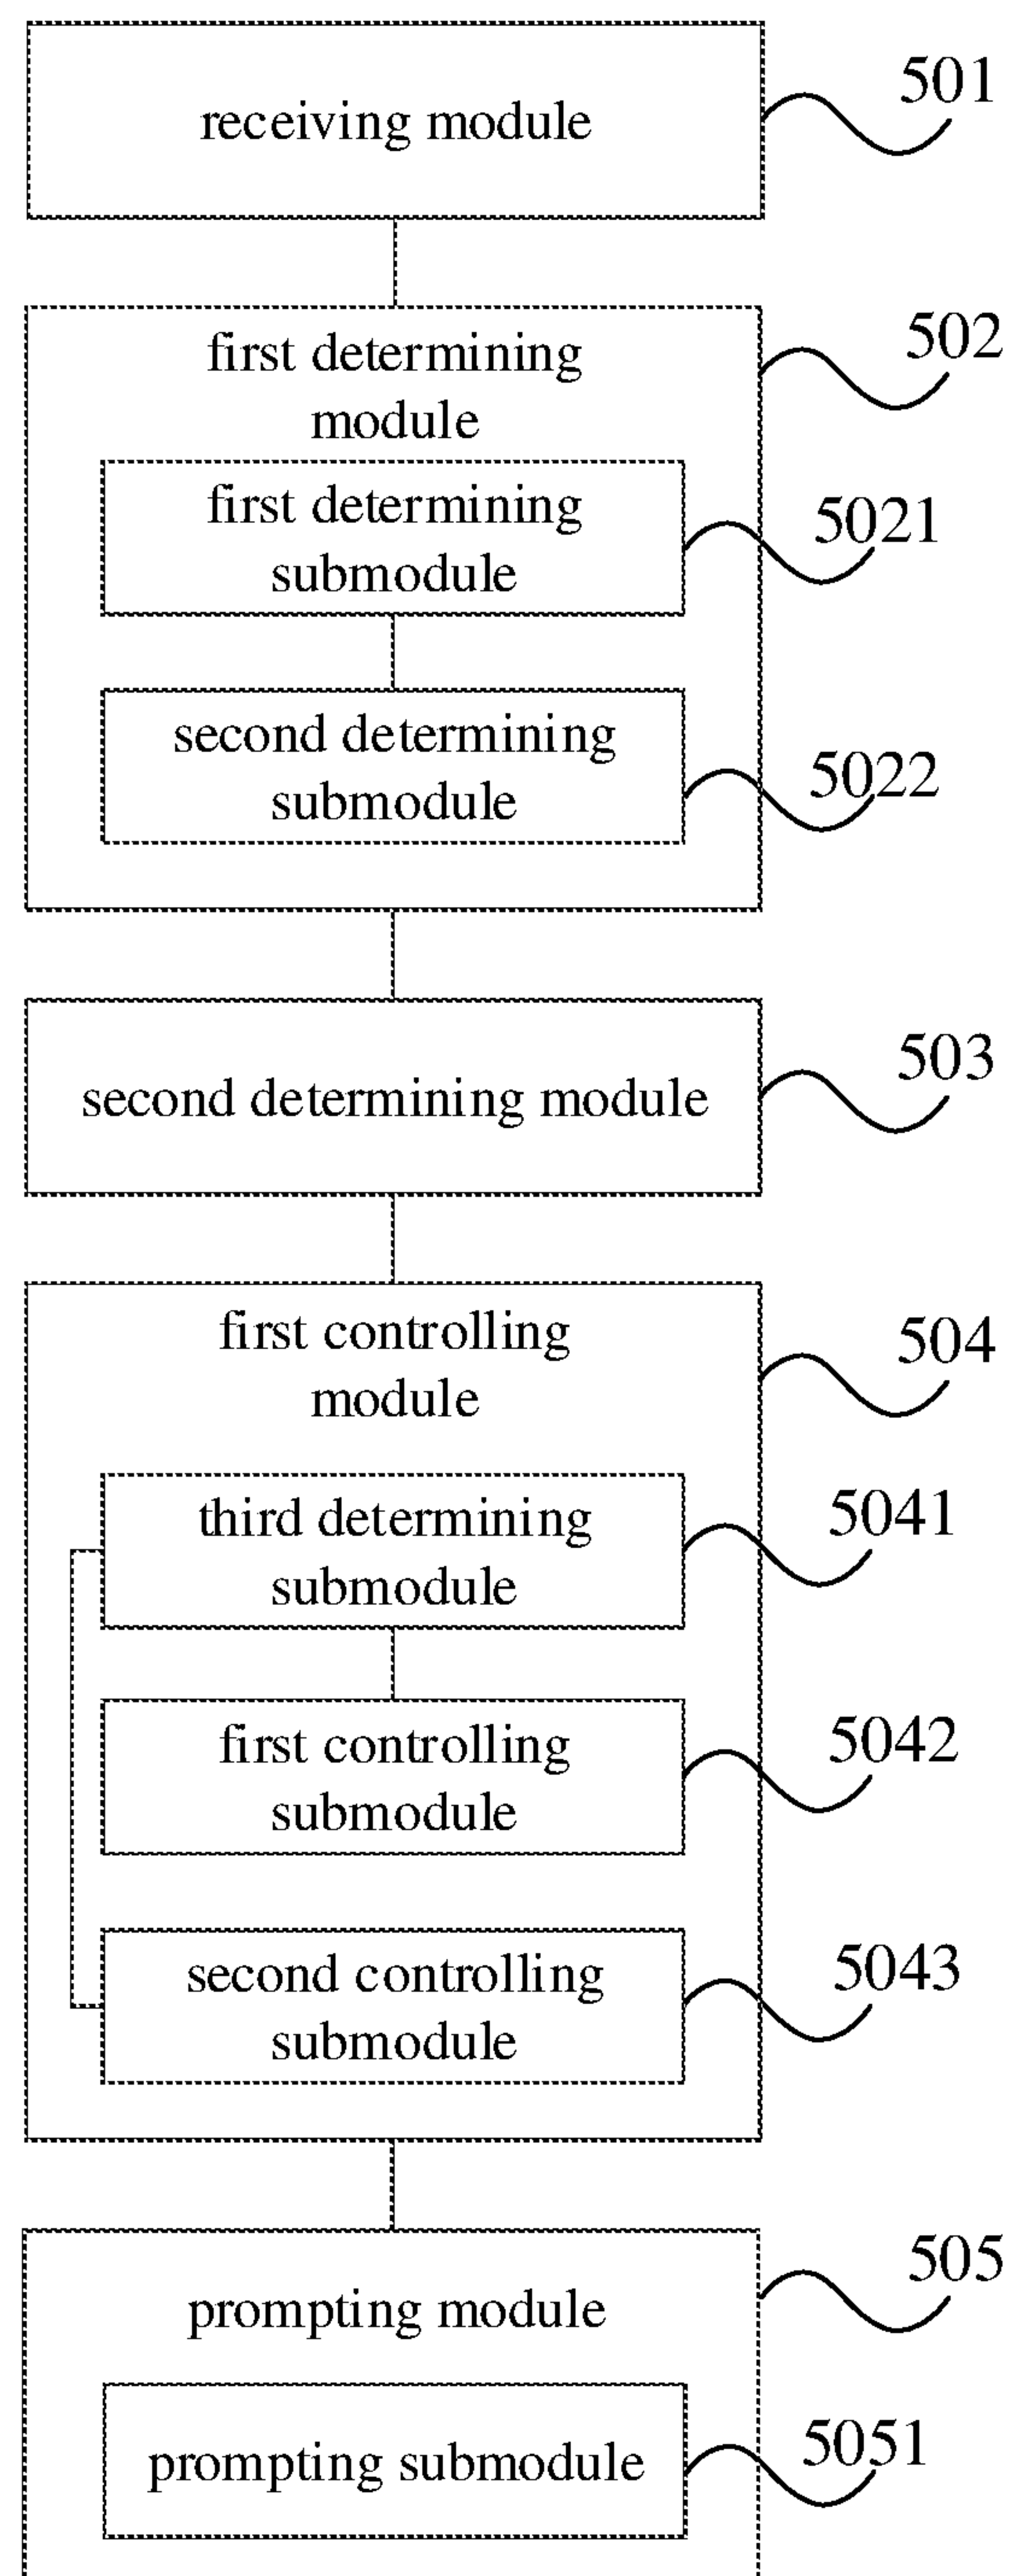 receiving module
501
first determining
module
502
first determining
submodule
5021
second determining
submodule
5022
second determining module
503
first controlling
module
504
third determining
submodule
5041
first controlling
submodule
5042
second controlling
submodule
5043
prompting module
505
prompting submodule
5051